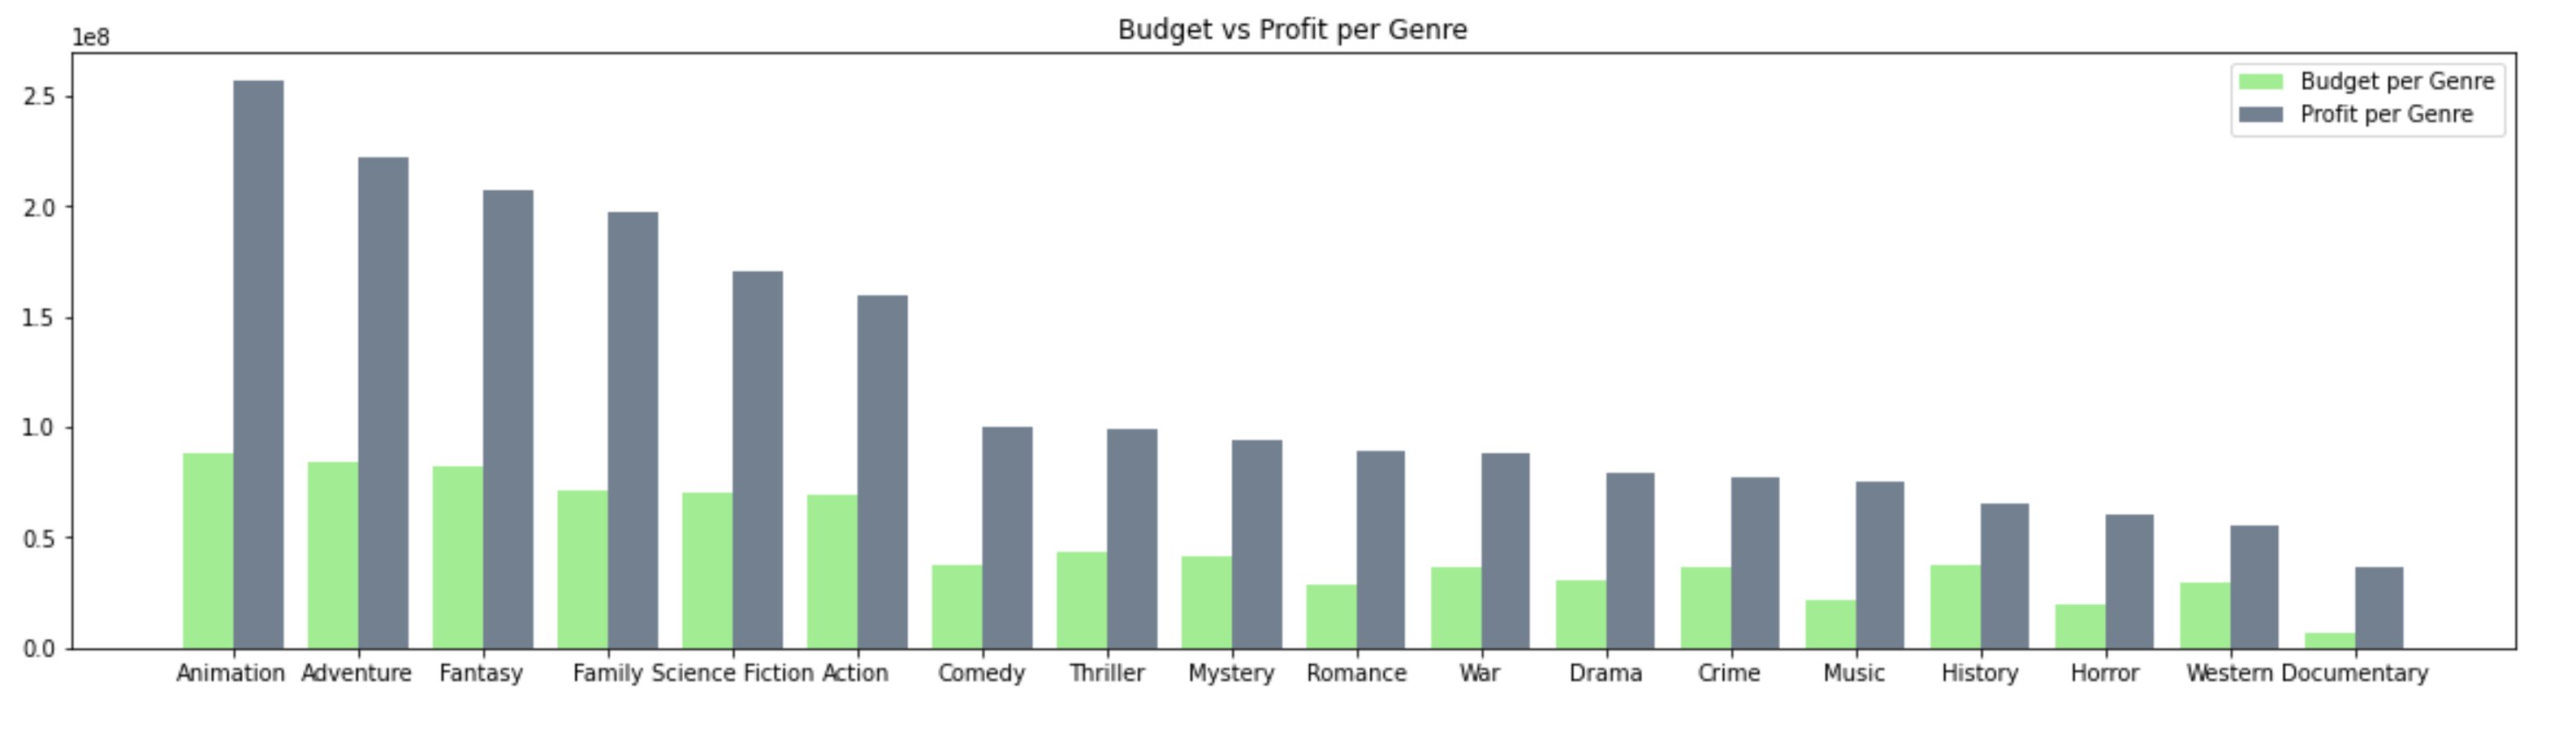 Budget vs Profit per Genre
1e8
Budget per Genre
Profit per Genre
2.5
2.0
1.5
1.0
0.5
0.0
Animation Adventure Fantasy Family Science Fiction Action Comedy Thriller Mystery Romance War Drama Crime Music History Horror Western Documentary